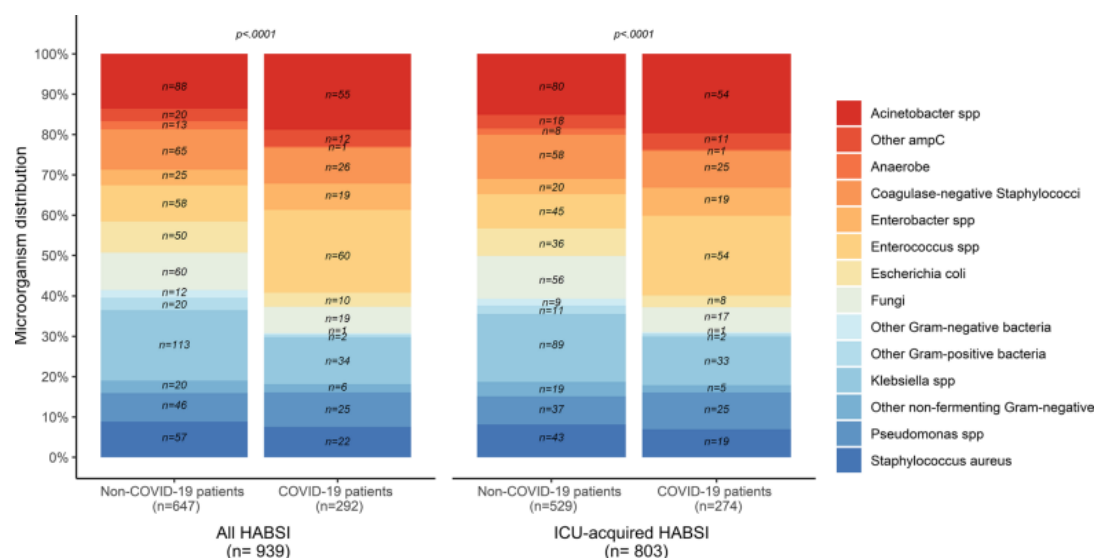 p<.0001
p<.0001
Microorganism distribution
100%
90%
80%
70%
60%
50%
40%
30%
20%
10%
0%
n=88
n=20
n=13
n=65
n=25
n=58
n=50
n=60
n=12
n=20
n=113
n=20
n=46
n=57
n=55
n=12
n=1
n=26
n=19
n=60
n=10
n=19
n=1
n=2
n=34
n=6
n=25
n=22
n=80
n=18
n=8
n=58
n=20
n=45
n=36
n=56
n=9
n=11
n=89
n=19
n=37
n=43
n=54
n=11
n=1
n=25
n=19
n=54
n=8
n=17
n=1
n=2
n=33
n=5
n=25
n=19
Non-COVID-19 patients
(n=647)
COVID-19 patients
(n=292)
All HABSI
(n= 939)
Non-COVID-19 patients
(n=529)
COVID-19 patients
(n=274)
ICU-acquired HABSI
(n= 803)
Acinetobacter spp
Other ampC
Anaerobe
Coagulase-negative Staphylococci
Enterobacter spp
Enterococcus spp
Escherichia coli
Fungi
Other Gram-negative bacteria
Other Gram-positive bacteria
Klebsiella spp
Other non-fermenting Gram-negative
Pseudomonas spp
Staphylococcus aureus